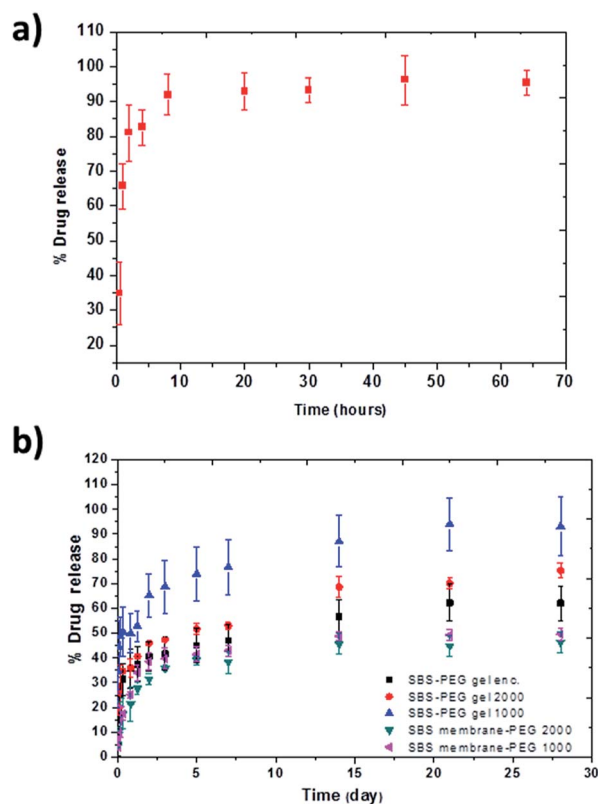 a)
110
100
90
80
70
60
50
40
30
20
% Drug release
0 10 20 30 40 50 60 70
Time (hours)
b)
120
110
100
90
80
70
60
50
40
30
20
10
0
% Drug release
SBS-PEG gel enc.
SBS-PEG gel 2000
SBS-PEG gel 1000
SBS membrane-PEG 2000
SBS membrane-PEG 1000
0 5 10 15 20 25 30
Time (day)